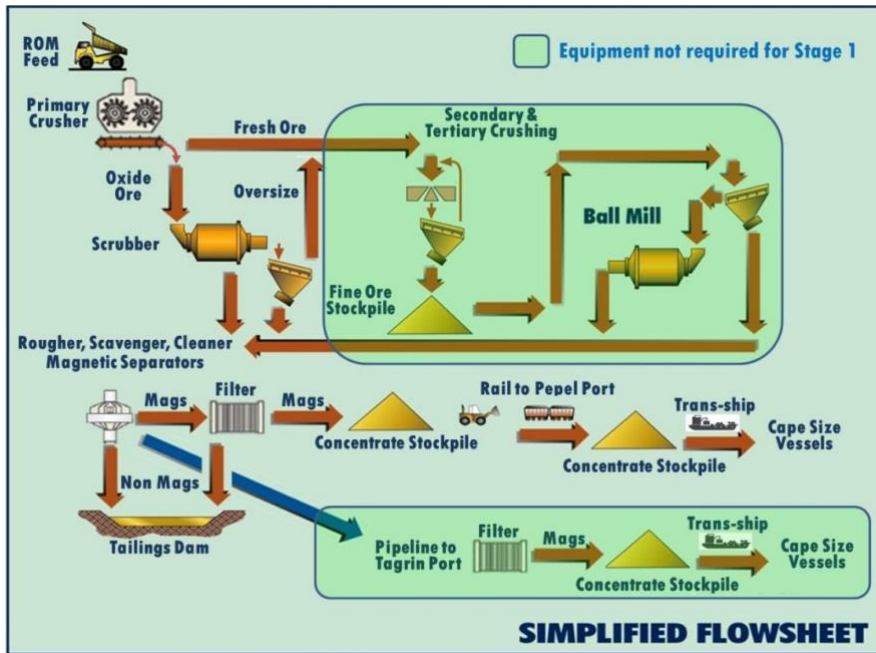 ROM
Feed
Equipment not required for Stage 1
Primary
Crusher
Fresh Ore
Secondary &
Tertiary Crushing
Oxide
Ore
Oversize
Scrubber
Ball Mill
Fine Ore
Stockpile
Rougher, Scavenger, Cleaner
Magnetic Separators
Mags
Filter
Mags
Concentrate Stockpile
Rail to Pepel Port
Concentrate Stockpile
Trans-ship
Cape Size
Vessels
Non Mags
Tailings Dam
Pipeline to
Tagrin Port
Filter
Mags
Concentrate Stockpile
Trans-ship
Cape Size
Vessels
SIMPLIFIED FLOWSHEET